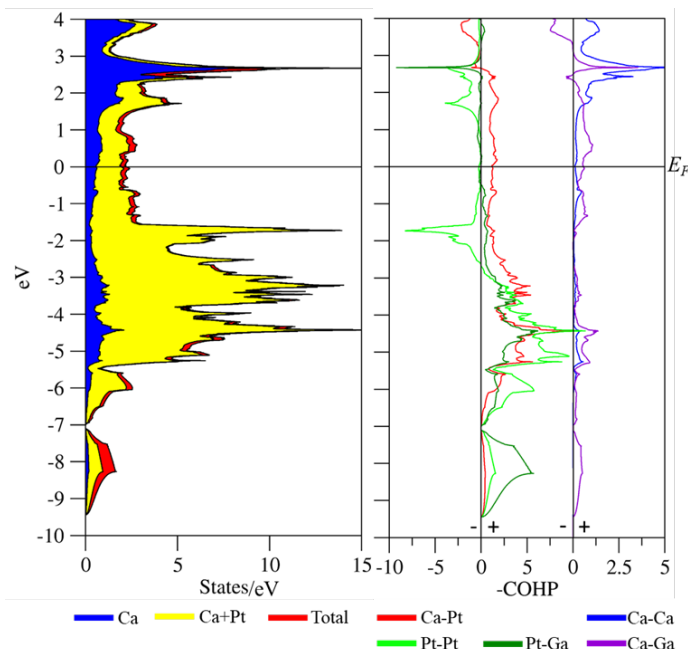 4
3
2
1
0
-1
-2
-3
-4
-5
-6
-7
-8
-9
-10
eV
E_F
- + - +
0 5 10 15 -10 -5 0 5 0 2.5 5.0
States/eV -COHP
Ca Ca+Pt Total Ca-Pt Ca-Ca
Pt-Pt Pt-Ga Ca-Ga